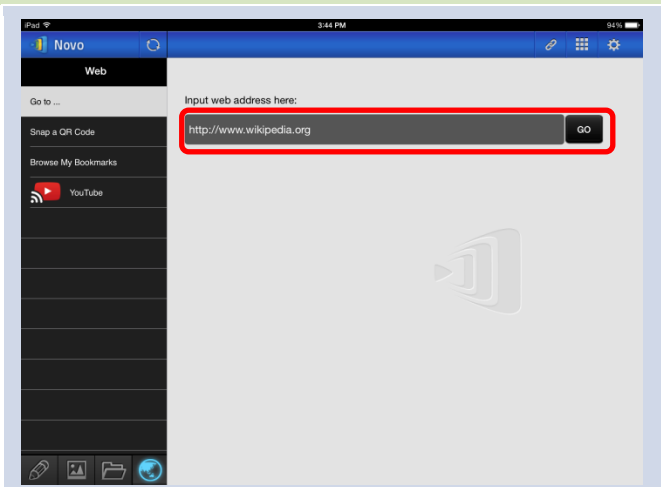 iPad 3:44 PM 94%
Novo
Web
Go to ...
Input web address here:
http://www.wikipedia.org GO
Snap a QR Code
Browse My Bookmarks
YouTube